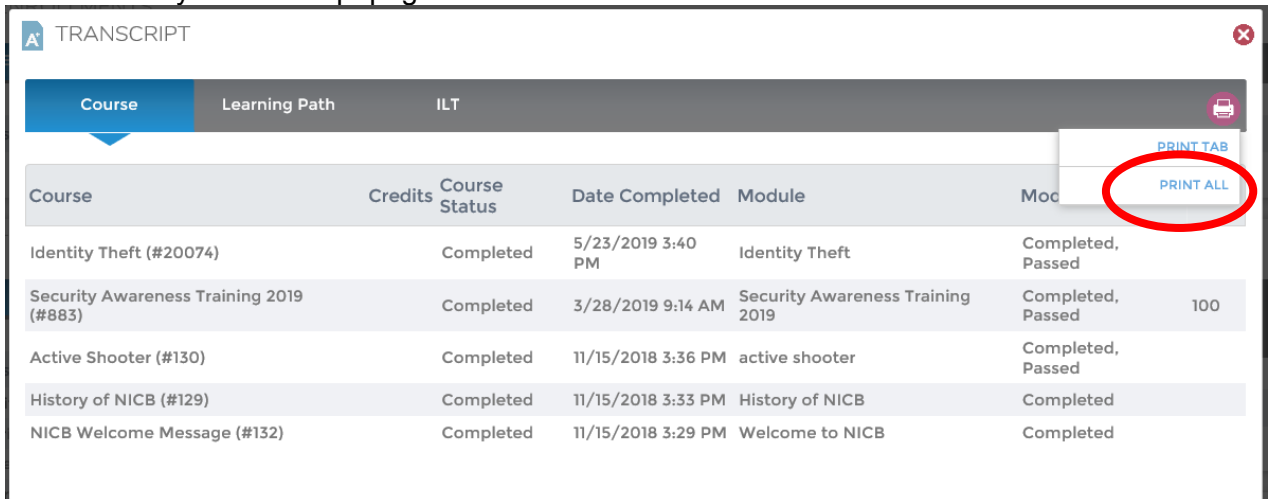 TRANSCRIPT
Course Learning Path ILT
PRINT TAB
PRINT ALL
Course Credits Course Status Date Completed Module
Identity Theft (#20074) Completed 5/23/2019 3:40 PM Identity Theft Completed, Passed
Security Awareness Training 2019 (#883) Completed 3/28/2019 9:14 AM Security Awareness Training 2019 Completed, Passed 100
Active Shooter (#130) Completed 11/15/2018 3:36 PM active shooter Completed, Passed
History of NICB (#129) Completed 11/15/2018 3:33 PM History of NICB Completed
NICB Welcome Message (#132) Completed 11/15/2018 3:29 PM Welcome to NICB Completed